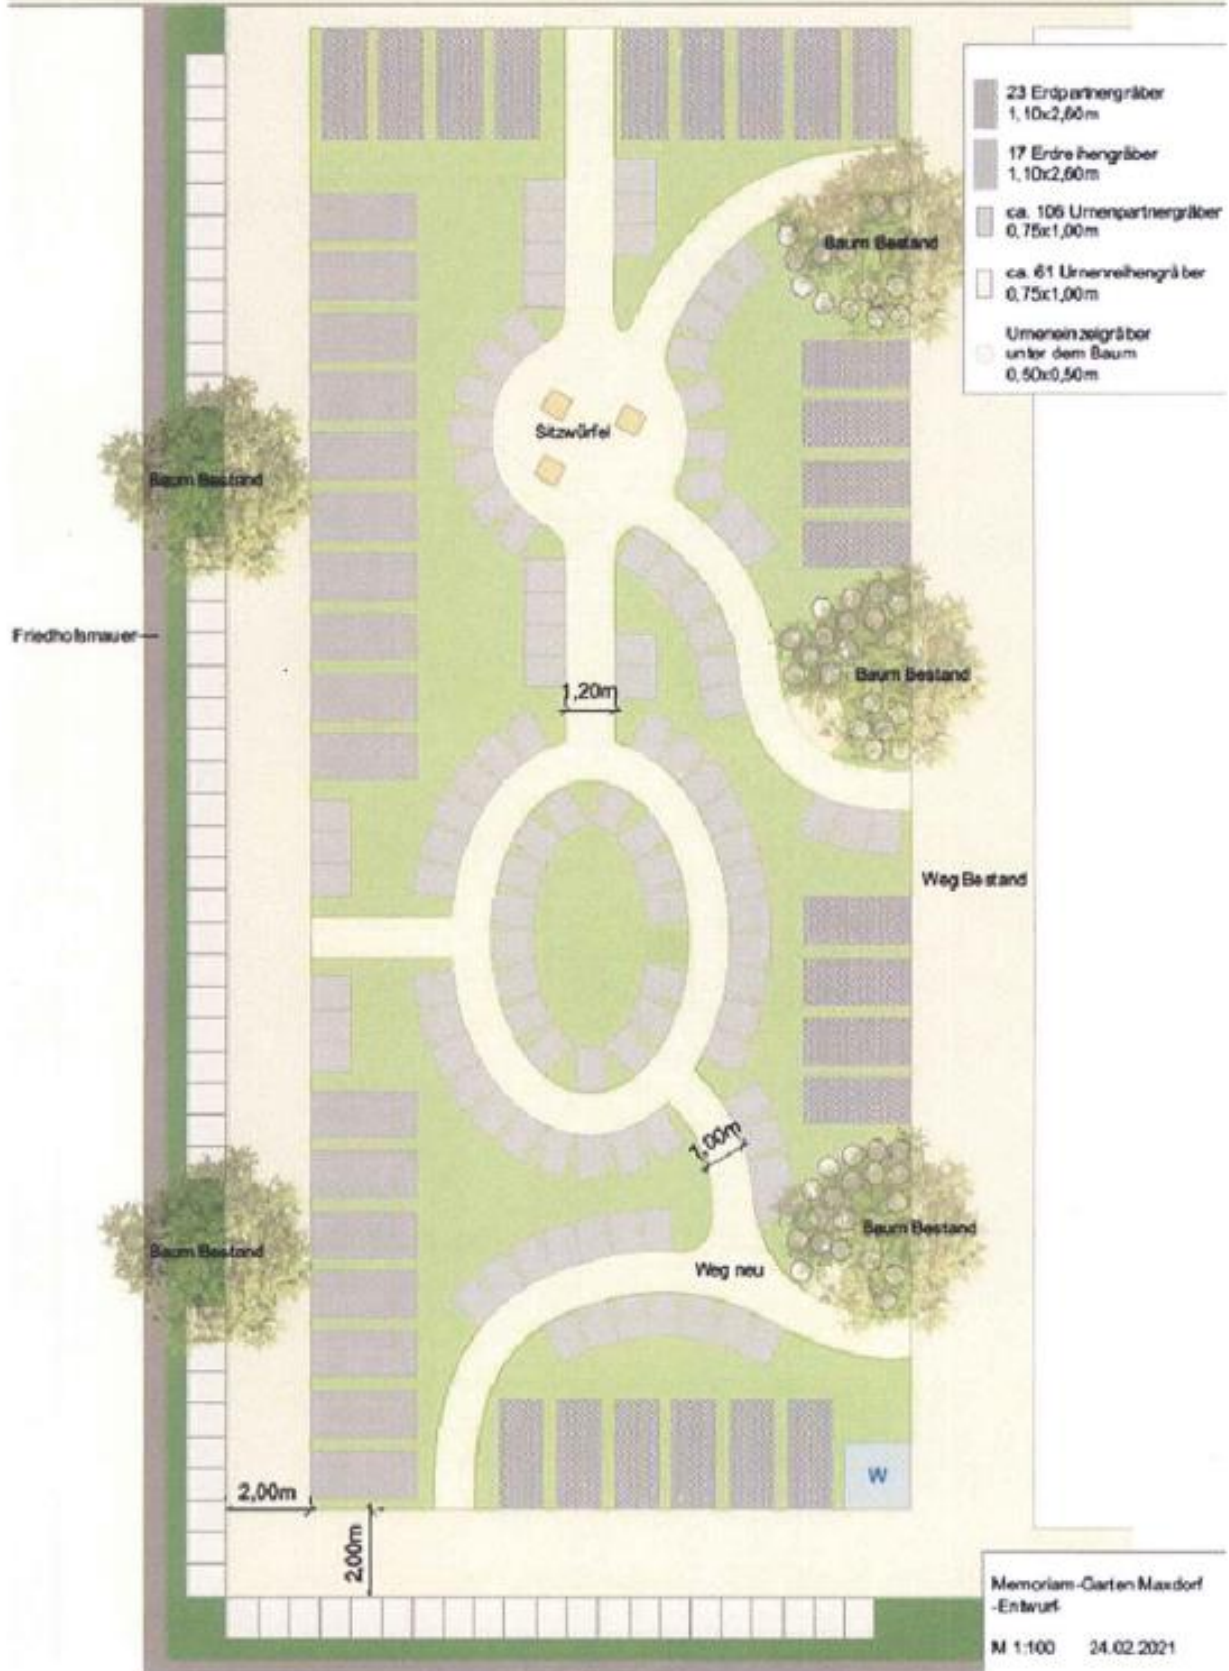 23 Erdpartnergräber
1,10x2,60m
17 Erdreihengräber
1,10x2,60m
ca. 106 Urnenpartnergräber
0,75x1,00m
ca. 61 Urnenreihengräber
0,75x1,00m
Urneneinzelgräber
unter dem Baum
0,50x0,50m
Baum Bestand
Sitzwürfel
Baum Bestand
Friedhofsmauer
Baum Bestand
1,20m
Weg Bestand
1,00m
Baum Bestand
Baum Bestand
Weg neu
W
2,00m
2,00m
Memoriam-Garten Maxdorf
-Entwurf-
M 1:100 24.02.2021